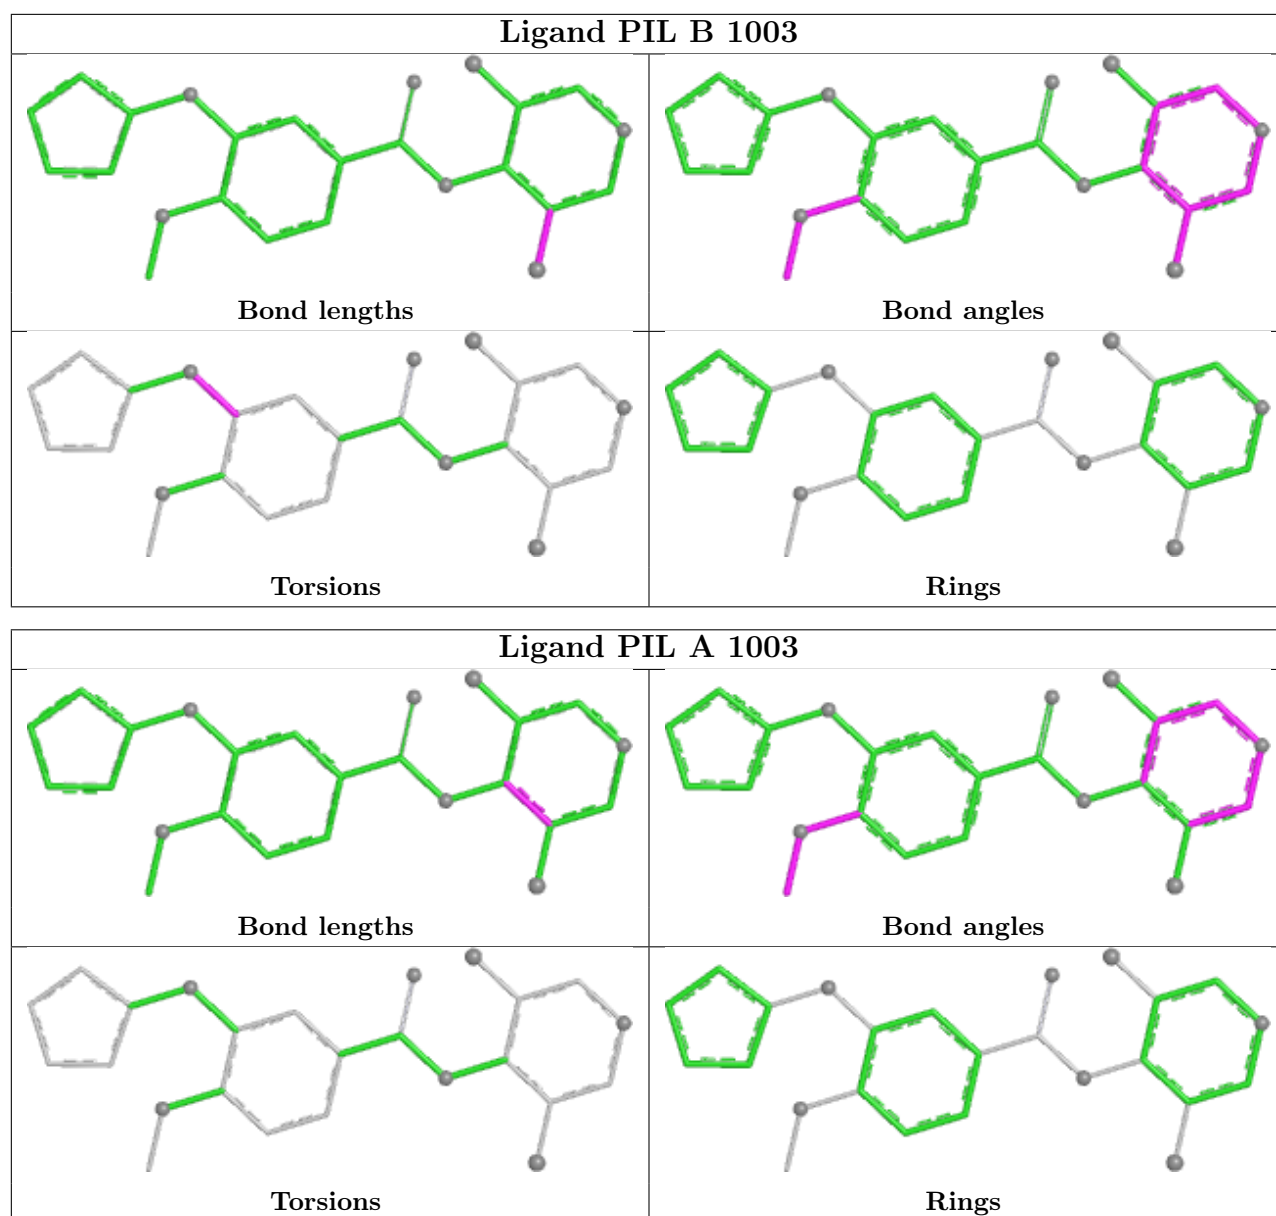 Ligand PIL B 1003
Bond lengths
Bond angles
Torsions
Rings
Ligand PIL A 1003
Bond lengths
Bond angles
Torsions
Rings